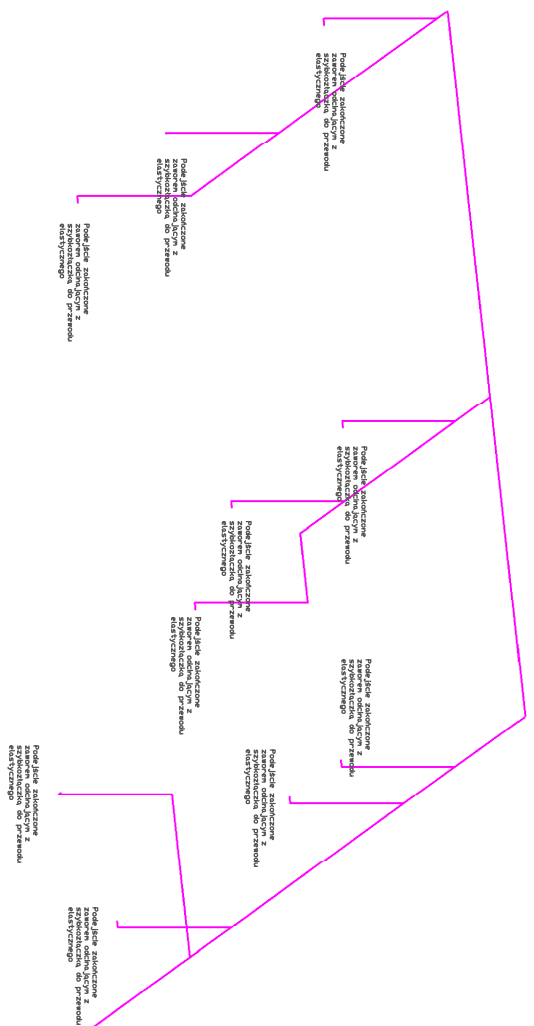 Podejście zakończone
zaworem odcinającym z
szybkozłączką do przewodu
elastycznego
Podejście zakończone
zaworem odcinającym z
szybkozłączką do przewodu
elastycznego
Podejście zakończone
zaworem odcinającym z
szybkozłączką do przewodu
elastycznego
Podejście zakończone
zaworem odcinającym z
szybkozłączką do przewodu
elastycznego
Podejście zakończone
zaworem odcinającym z
szybkozłączką do przewodu
elastycznego
Podejście zakończone
zaworem odcinającym z
szybkozłączką do przewodu
elastycznego
Podejście zakończone
zaworem odcinającym z
szybkozłączką do przewodu
elastycznego
Podejście zakończone
zaworem odcinającym z
szybkozłączką do przewodu
elastycznego
Podejście zakończone
zaworem odcinającym z
szybkozłączką do przewodu
elastycznego
Podejście zakończone
zaworem odcinającym z
szybkozłączką do przewodu
elastycznego